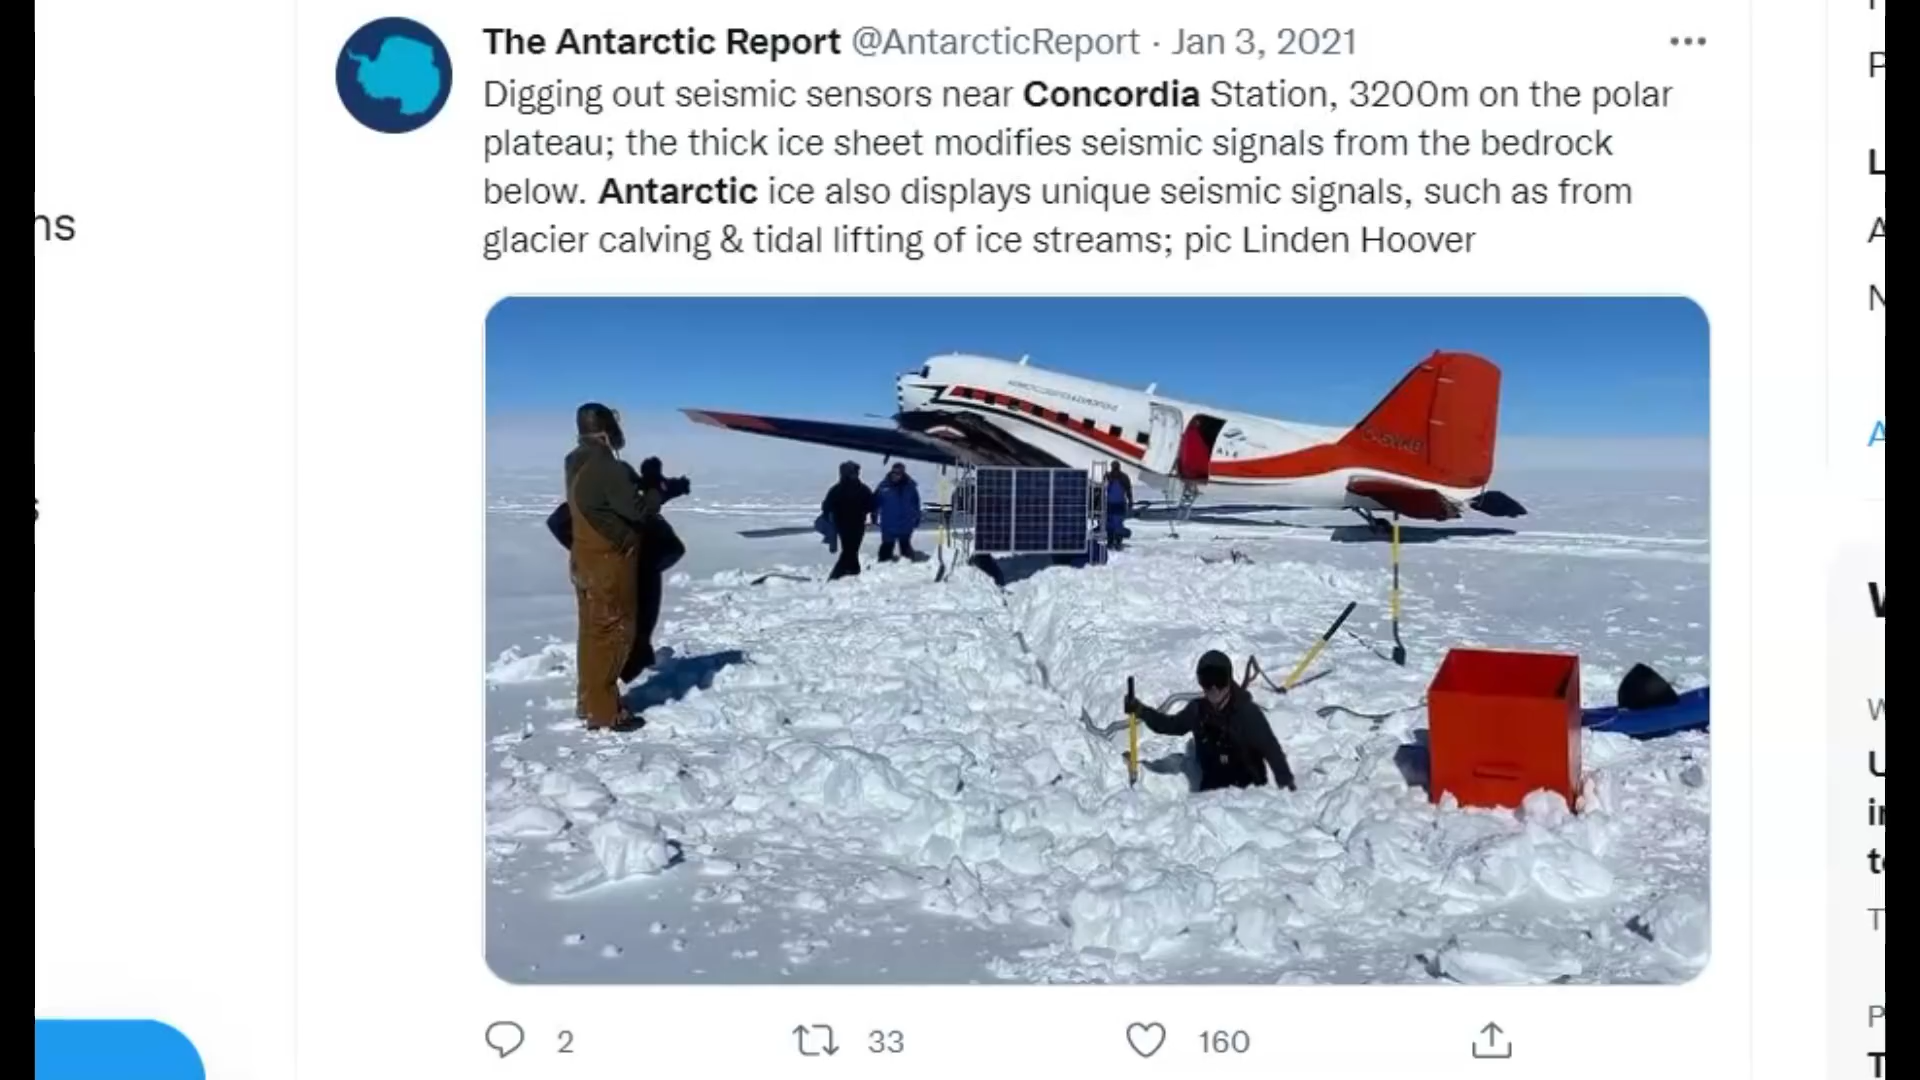 The Antarctic Report @AntarcticReport · Jan 3, 2021
Digging out seismic sensors near Concordia Station, 3200m on the polar
plateau; the thick ice sheet modifies seismic signals from the bedrock
below. Antarctic ice also displays unique seismic signals, such as from
glacier calving & tidal lifting of ice streams; pic Linden Hoover
ALE
2 33 160